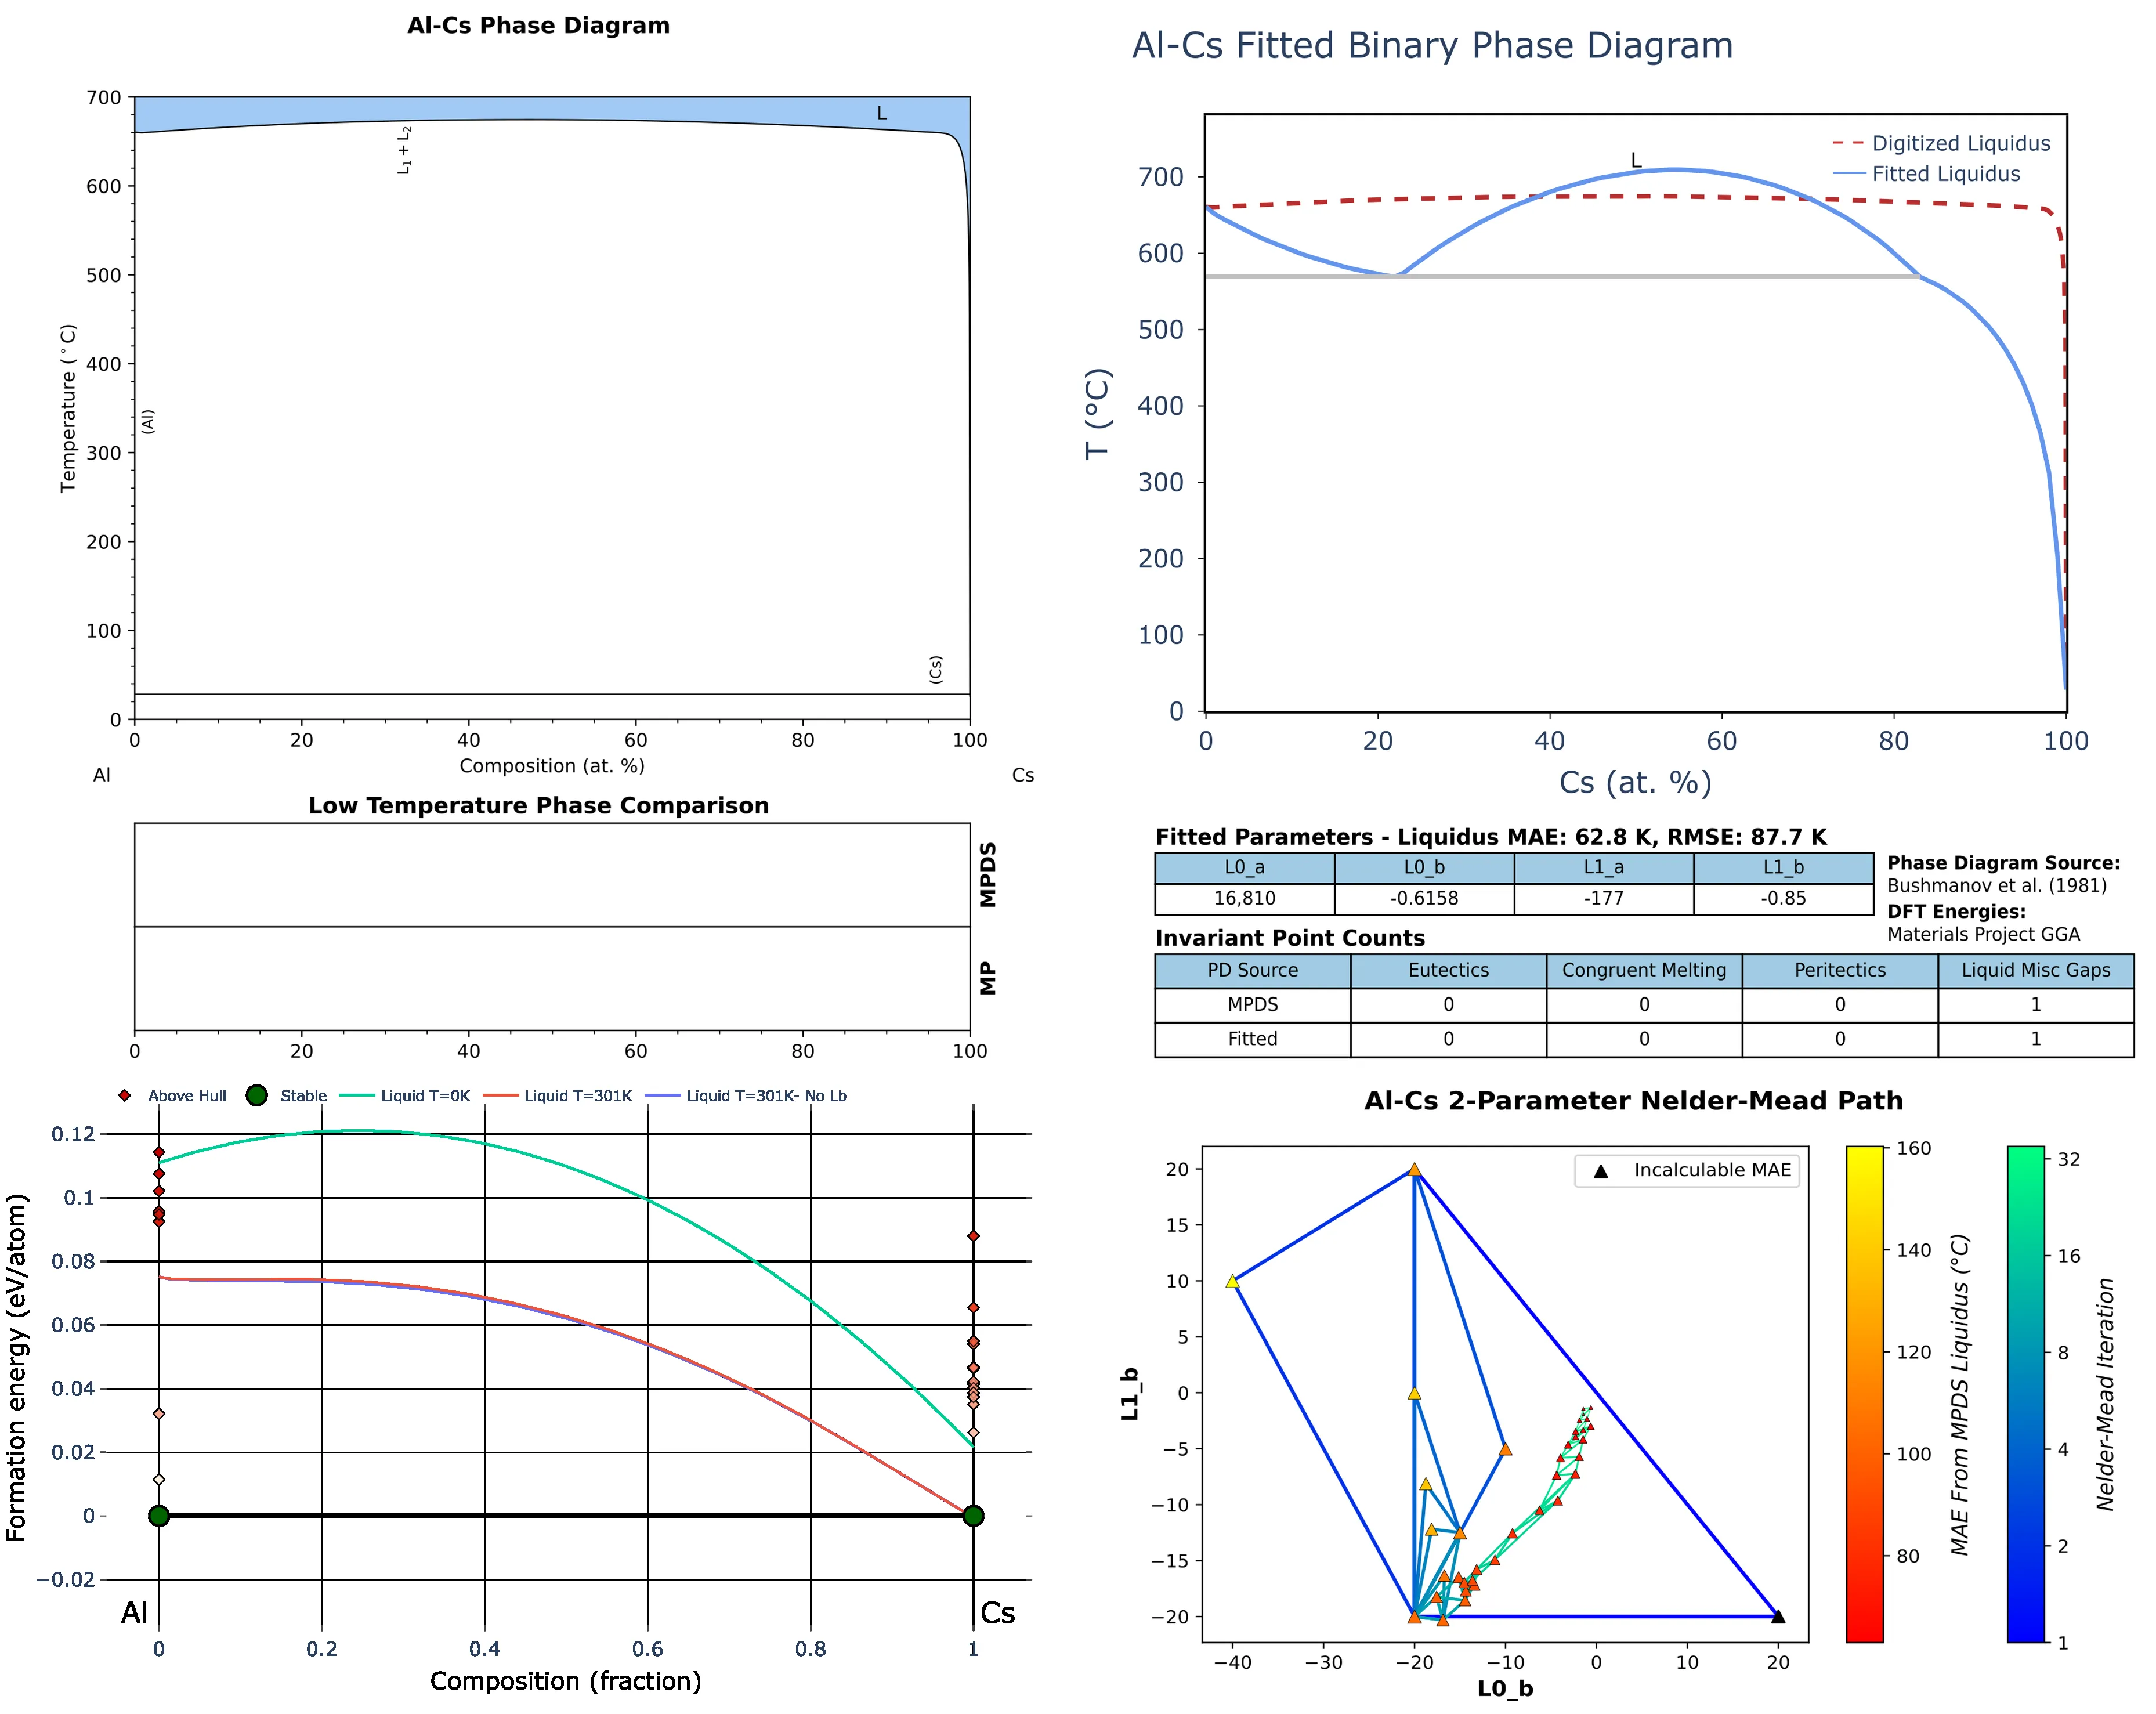 Al-Cs Phase Diagram
700
600
500
400
300
200
100
0
Temperature (°C)
L
L1 + L2
(Al)
(Cs)
0 20 40 60 80 100
Al Composition (at. %) Cs
Low Temperature Phase Comparison
MPDS
MP
0 20 40 60 80 100
Above Hull Stable Liquid T=0K Liquid T=301K Liquid T=301K- No Lb
0.12
0.1
0.08
0.06
0.04
0.02
0
−0.02
Formation energy (eV/atom)
Al Cs
0 0.2 0.4 0.6 0.8 1
Composition (fraction)
Al-Cs Fitted Binary Phase Diagram
Digitized Liquidus
Fitted Liquidus
L
700
600
500
400
300
200
100
0
T (°C)
0 20 40 60 80 100
Cs (at. %)
Fitted Parameters - Liquidus MAE: 62.8 K, RMSE: 87.7 K
L0_a L0_b L1_a L1_b
16,810 -0.6158 -177 -0.85
Phase Diagram Source:
Bushmanov et al. (1981)
DFT Energies:
Materials Project GGA
Invariant Point Counts
PD Source Eutectics Congruent Melting Peritectics Liquid Misc Gaps
MPDS 0 0 0 1
Fitted 0 0 0 1
Al-Cs 2-Parameter Nelder-Mead Path
Incalculable MAE
20
15
10
5
0
−5
−10
−15
−20
L1_b
−40 −30 −20 −10 0 10 20
L0_b
160
140
120
100
80
MAE From MPDS Liquidus (°C)
32
16
8
4
2
1
Nelder-Mead Iteration